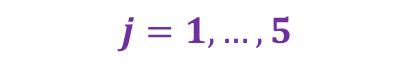 j = 1, ... , 5